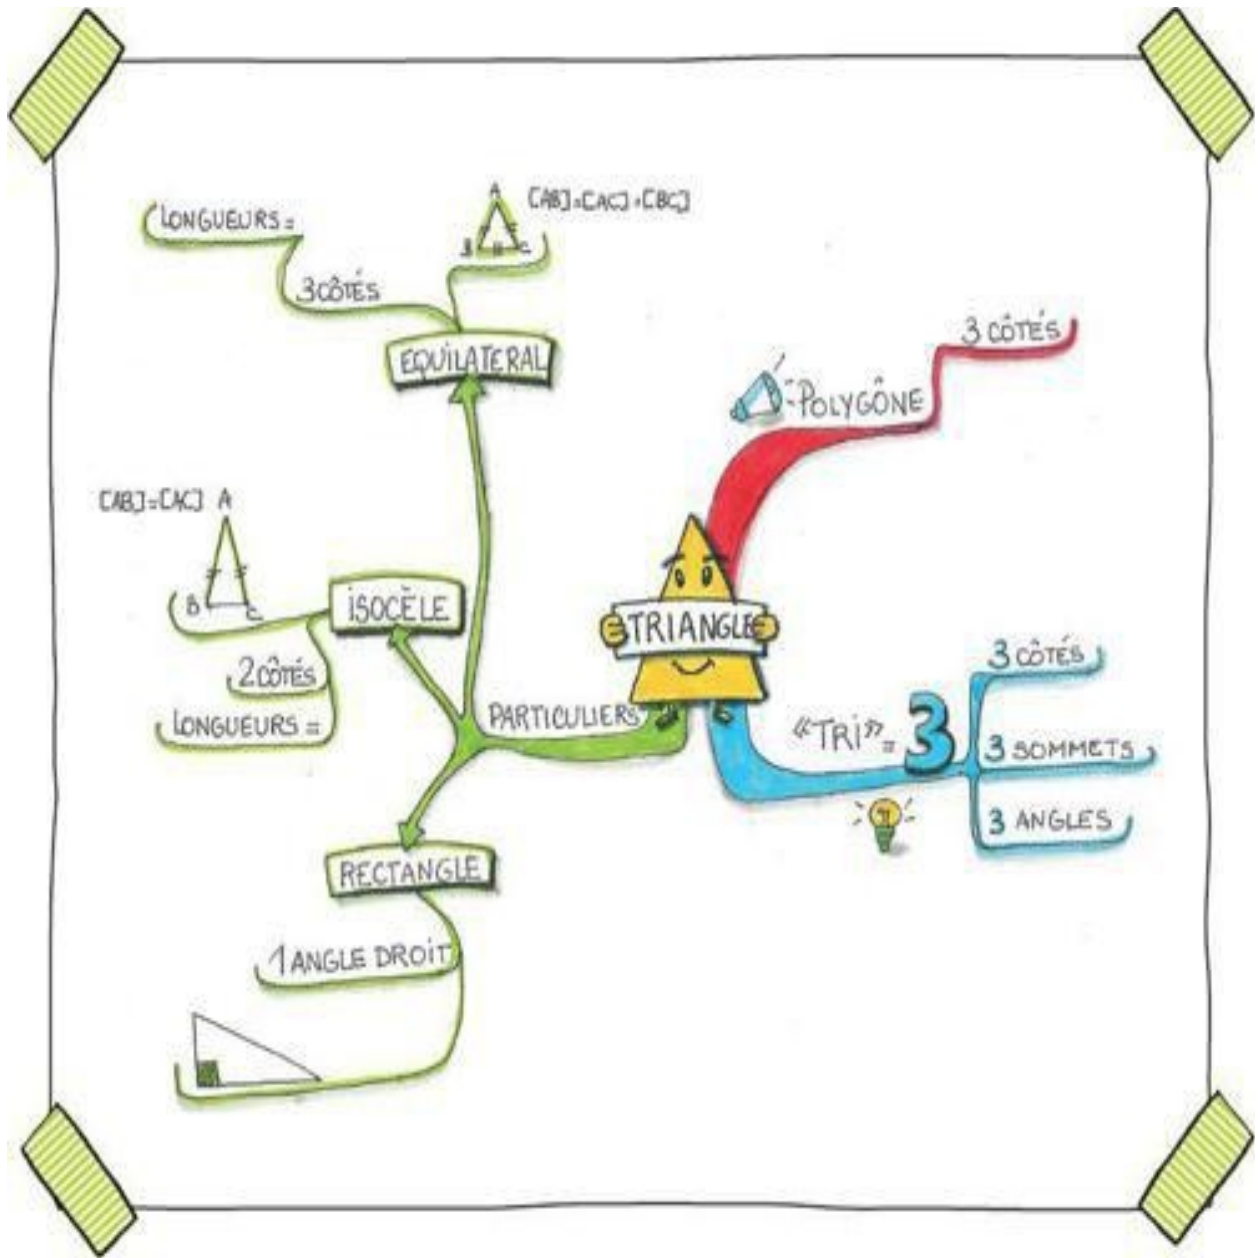 TRIANGLE
POLYGÔNE
3 CÔTÉS
“TRI” = 3
3 CÔTÉS
3 SOMMETS
3 ANGLES
PARTICULIERS
EQUILATERAL
3 CÔTÉS
LONGUEURS =
A
B
C
[AB] = [AC] = [BC]
ISOCÈLE
[AB] = [AC]
A
B
C
2 CÔTÉS
LONGUEURS =
RECTANGLE
1 ANGLE DROIT